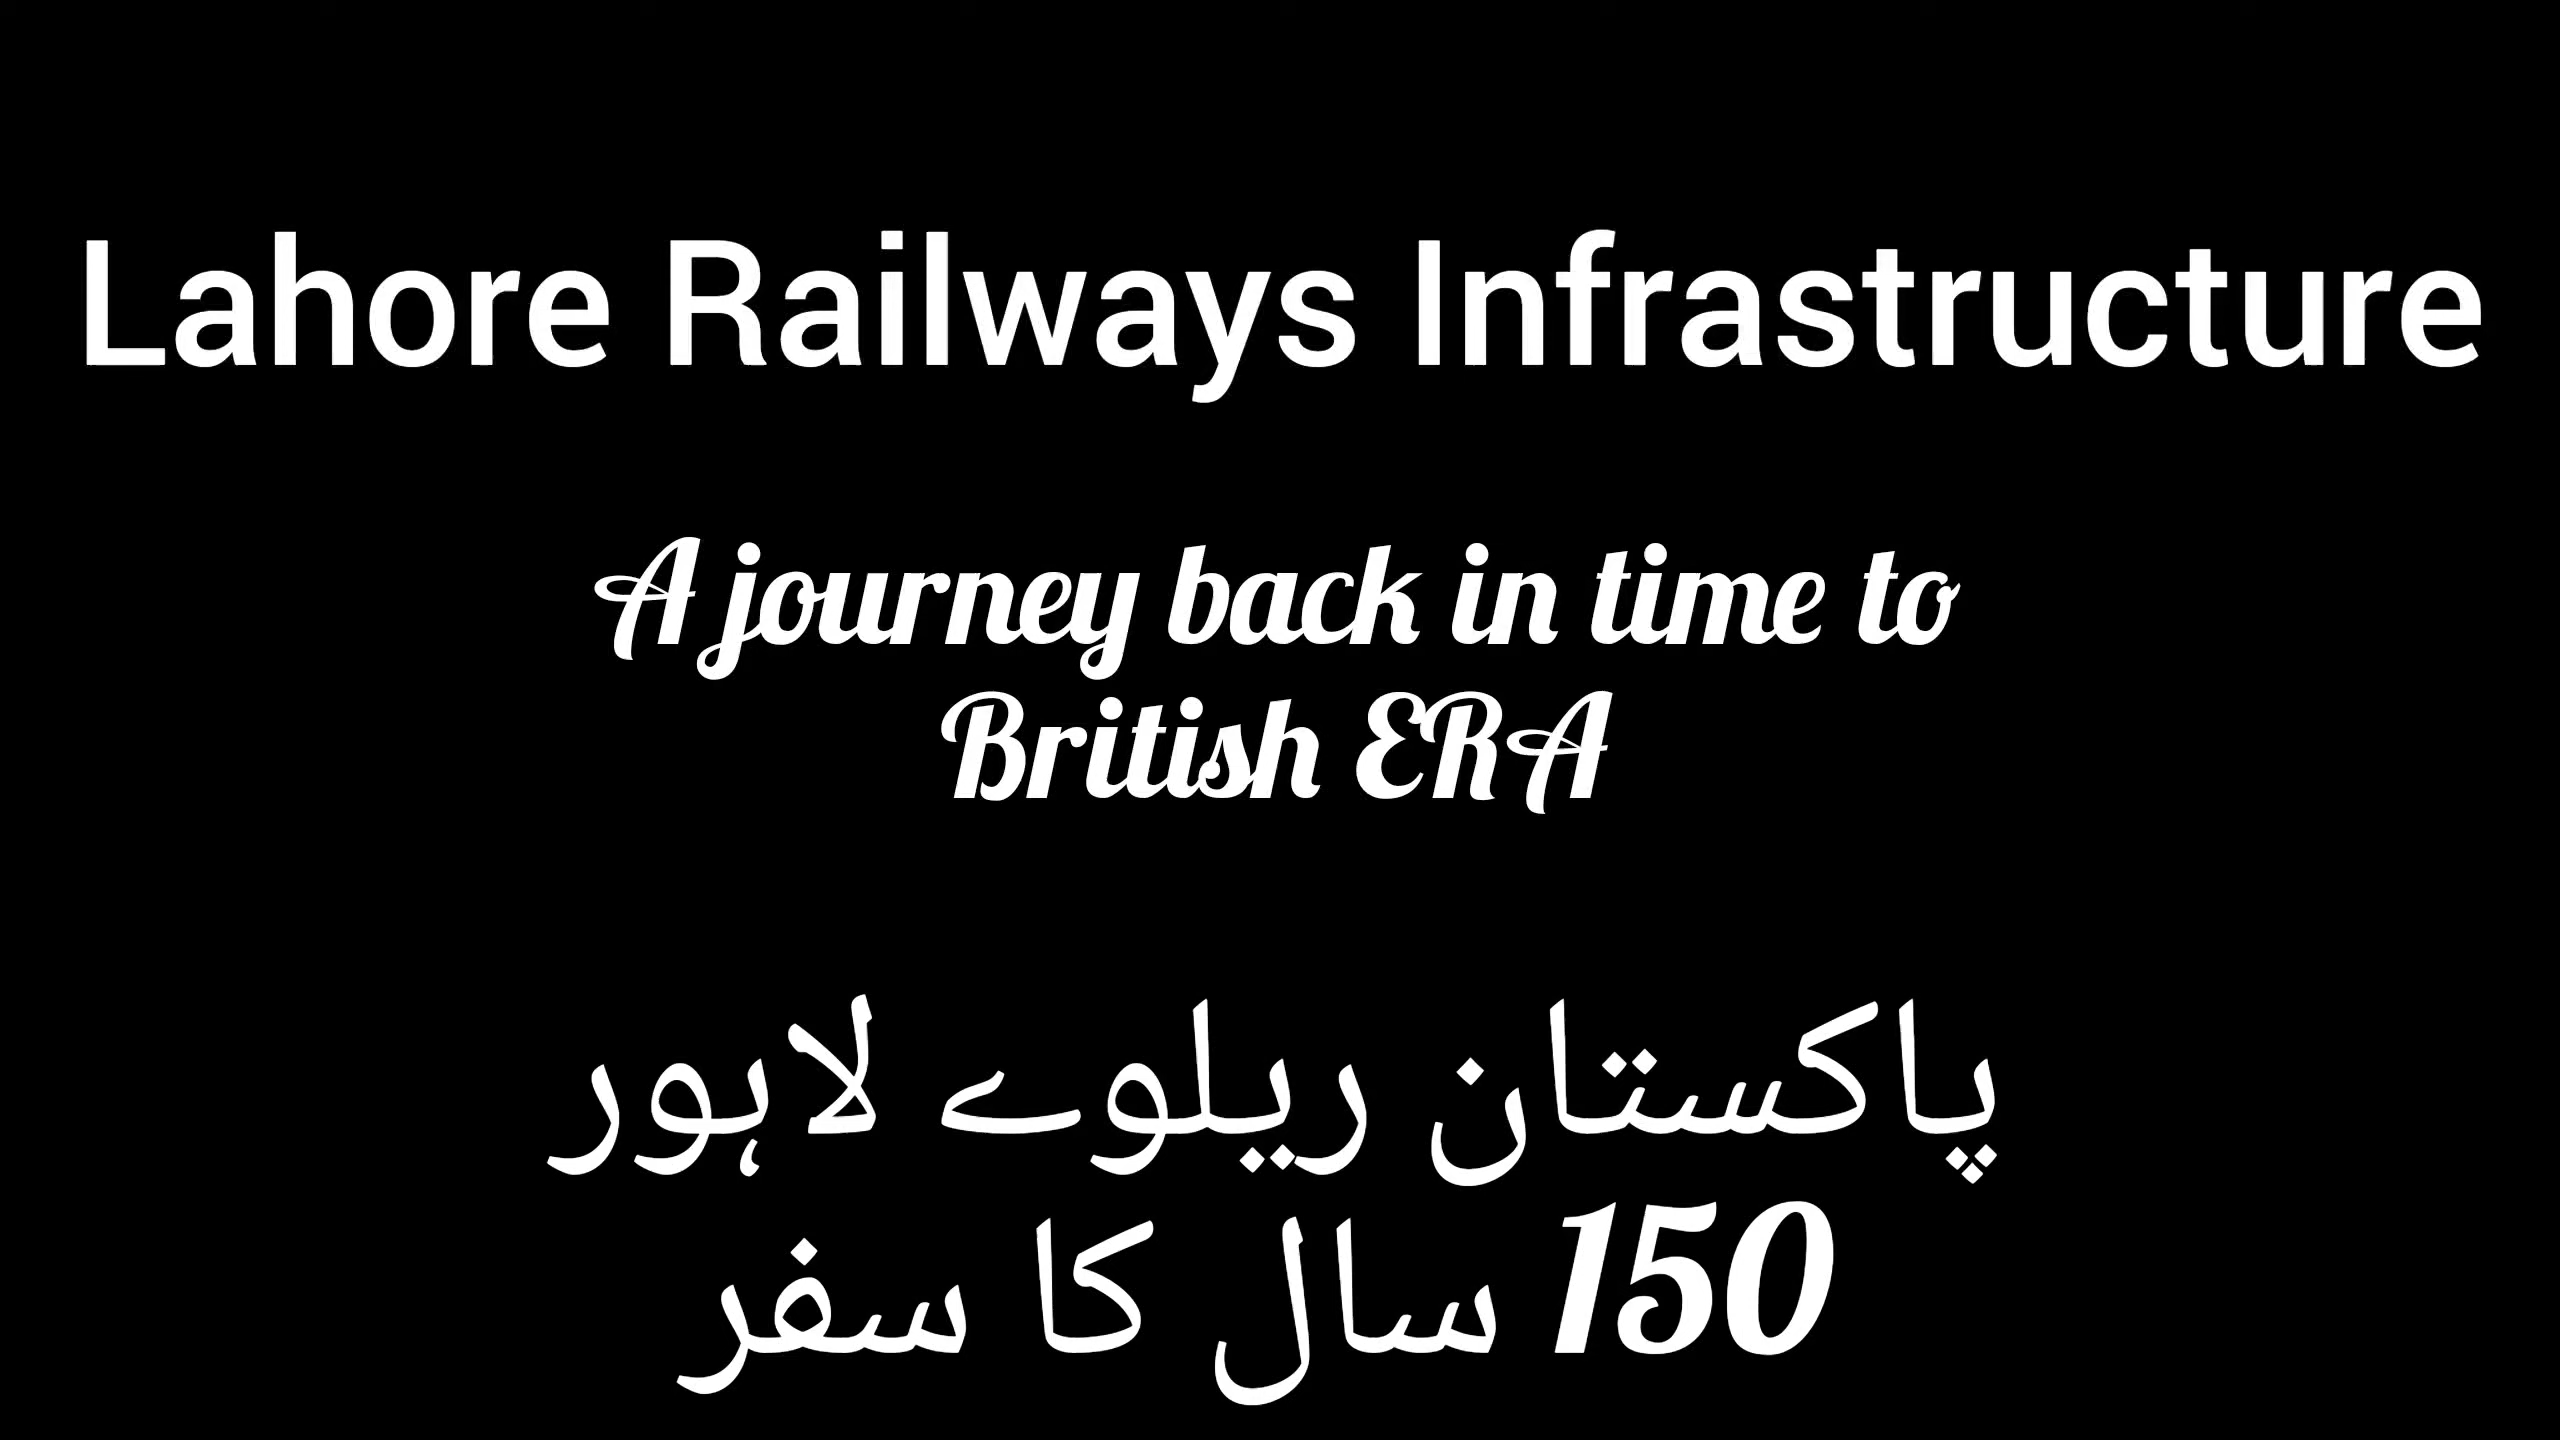 Lahore Railways Infrastructure
A journey back in time to
British ERA
پاکستان ریلوے لاہور
150 سال کا سفر